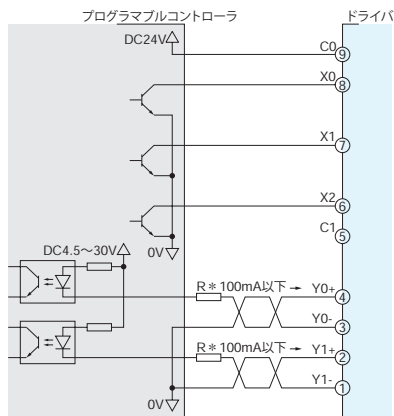 プログラマブルコントローラ
ドライバ
DC24V
C0
⑨
X0
⑧
X1
⑦
X2
⑥
C1
⑤
0V
DC4.5～30V
R＊100mA以下→
Y0+
④
Y0-
③
R＊100mA以下→
Y1+
②
Y1-
①
0V